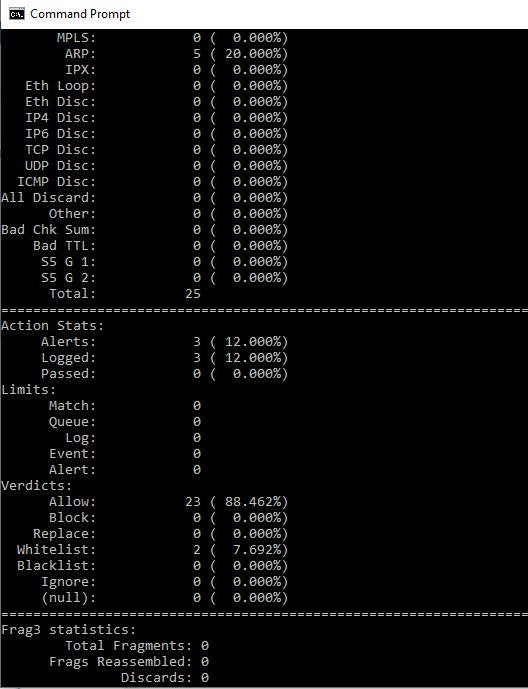 Command Prompt
MPLS: 0 ( 0.000%)
ARP: 5 ( 20.000%)
IPX: 0 ( 0.000%)
Eth Loop: 0 ( 0.000%)
Eth Disc: 0 ( 0.000%)
IP4 Disc: 0 ( 0.000%)
IP6 Disc: 0 ( 0.000%)
TCP Disc: 0 ( 0.000%)
UDP Disc: 0 ( 0.000%)
ICMP Disc: 0 ( 0.000%)
All Discard: 0 ( 0.000%)
Other: 0 ( 0.000%)
Bad Chk Sum: 0 ( 0.000%)
Bad TTL: 0 ( 0.000%)
S5 G 1: 0 ( 0.000%)
S5 G 2: 0 ( 0.000%)
Total: 25
===============================================================
Action Stats:
Alerts: 3 ( 12.000%)
Logged: 3 ( 12.000%)
Passed: 0 ( 0.000%)
Limits:
Match: 0
Queue: 0
Log: 0
Event: 0
Alert: 0
Verdicts:
Allow: 23 ( 88.462%)
Block: 0 ( 0.000%)
Replace: 0 ( 0.000%)
Whitelist: 2 ( 7.692%)
Blacklist: 0 ( 0.000%)
Ignore: 0 ( 0.000%)
(null): 0 ( 0.000%)
===============================================================
Frag3 statistics:
Total Fragments: 0
Frags Reassembled: 0
Discards: 0